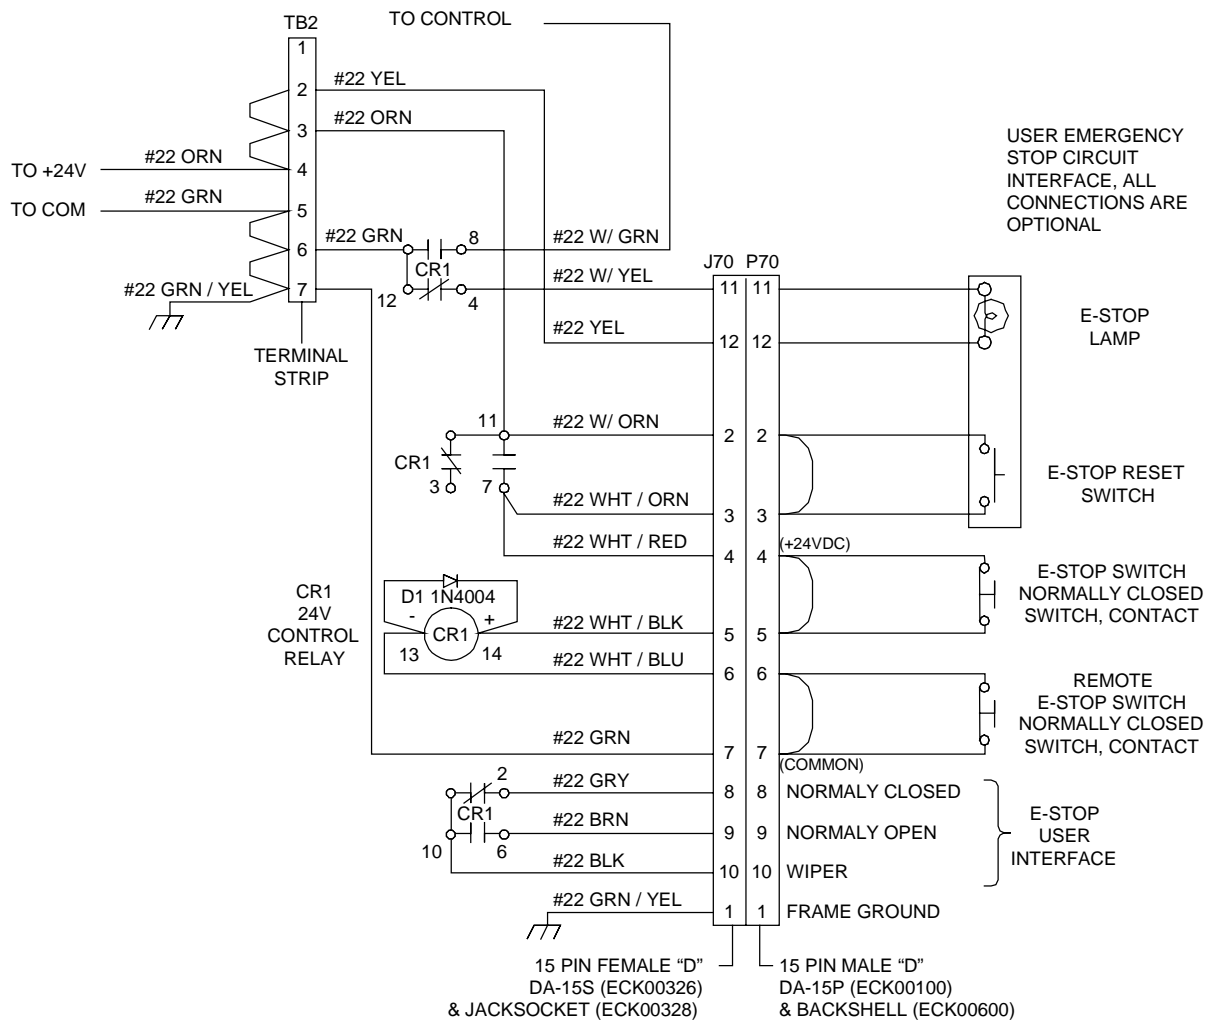 TO CONTROL
TB2
1
2
#22 YEL
3
#22 ORN
4
#22 ORN
TO +24V
5
#22 GRN
TO COM
6
#22 GRN
8
#22 W/ GRN
CR1
7
#22 GRN / YEL
12
4
#22 W/ YEL
TERMINAL
STRIP
USER EMERGENCY
STOP CIRCUIT
INTERFACE, ALL
CONNECTIONS ARE
OPTIONAL
J70 P70
11 11
#22 YEL
12 12
E-STOP
LAMP
11
#22 W/ ORN
2 2
CR1
3
7
#22 WHT / ORN
3 3
E-STOP RESET
SWITCH
#22 WHT / RED
4 4
(+24VDC)
E-STOP SWITCH
NORMALLY CLOSED
SWITCH, CONTACT
CR1
24V
CONTROL
RELAY
D1 1N4004
- +
CR1
13
14
#22 WHT / BLK
5 5
#22 WHT / BLU
6 6
REMOTE
E-STOP SWITCH
NORMALLY CLOSED
SWITCH, CONTACT
#22 GRN
7 7
(COMMON)
2
#22 GRY
8 8
NORMALY CLOSED
CR1
10
6
#22 BRN
9 9
NORMALY OPEN
#22 BLK
10 10
WIPER
E-STOP
USER
INTERFACE
#22 GRN / YEL
1 1
FRAME GROUND
15 PIN FEMALE “D”
DA-15S (ECK00326)
& JACKSOCKET (ECK00328)
15 PIN MALE “D”
DA-15P (ECK00100)
& BACKSHELL (ECK00600)